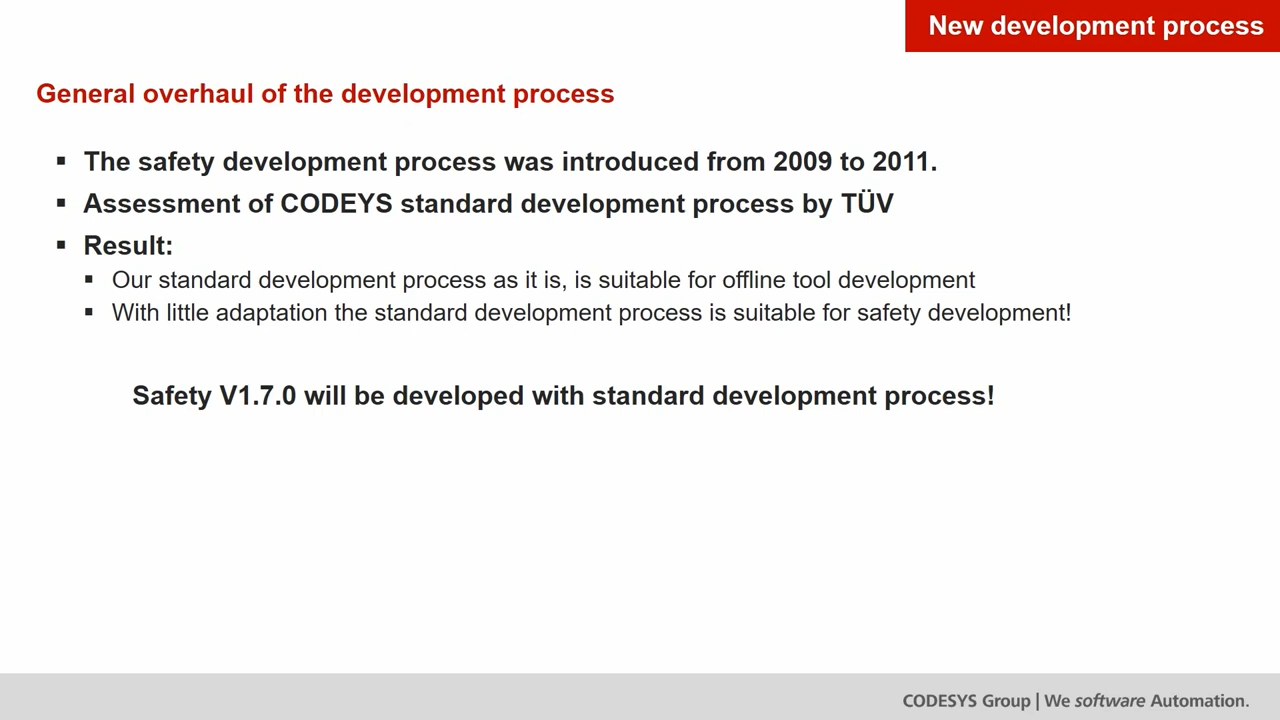 New development process
General overhaul of the development process
▪ The safety development process was introduced from 2009 to 2011.
▪ Assessment of CODEYS standard development process by TÜV
▪ Result:
▪ Our standard development process as it is, is suitable for offline tool development
▪ With little adaptation the standard development process is suitable for safety development!
Safety V1.7.0 will be developed with standard development process!
CODESYS Group | We software Automation.